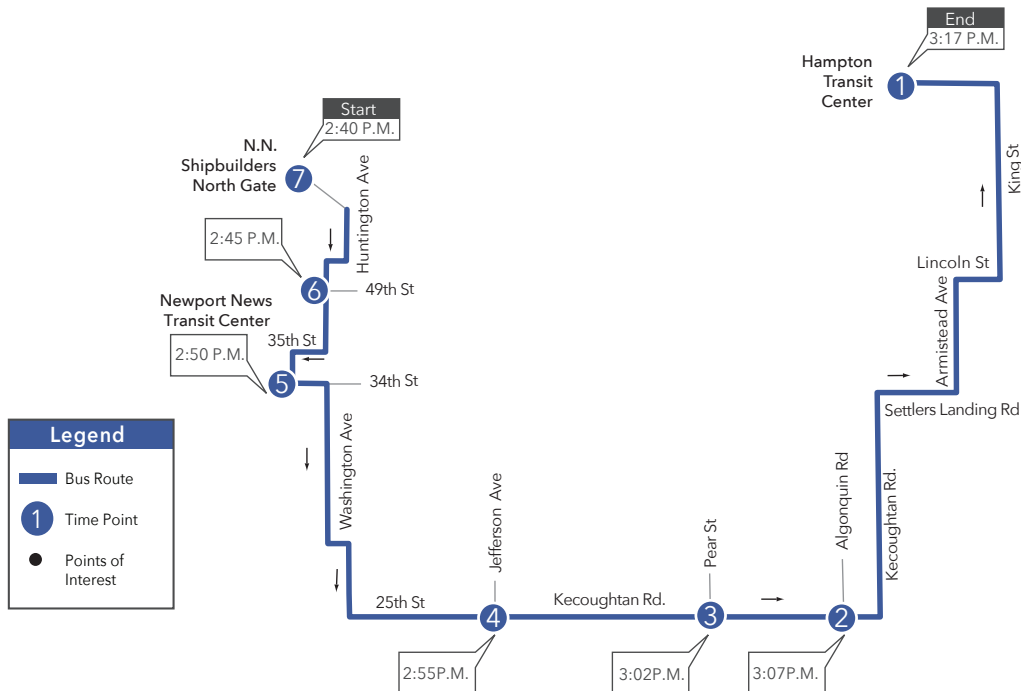 End
3:17 P.M.
Hampton
Transit
Center
1
Start
2:40 P.M.
N.N.
Shipbuilders
North Gate
7
Huntington Ave
King St
2:45 P.M.
6
49th St
Lincoln St
Newport News
Transit Center
35th St
2:50 P.M.
5
34th St
Armistead Ave
Settlers Landing Rd
Legend
Bus Route
1
Time Point
Points of
Interest
Washington Ave
Jefferson Ave
Pear St
Algonquin Rd
Kecoughtan Rd.
25th St
4
Kecoughtan Rd.
3
2
2:55P.M.
3:02P.M.
3:07P.M.